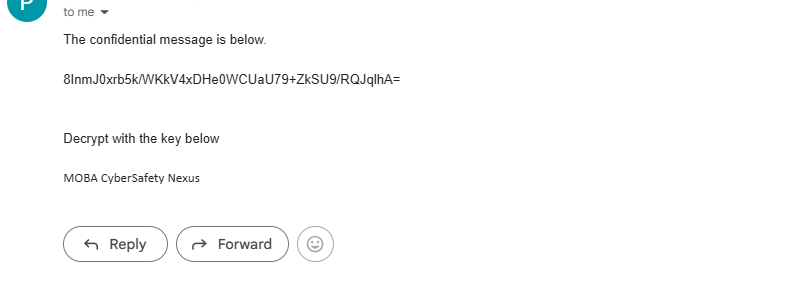 P
to me
The confidential message is below.
8InmJ0xrb5k/WKkV4xDHe0WCUaU79+ZkSU9/RQJqlhA=
Decrypt with the key below
MOBA CyberSafety Nexus
Reply
Forward